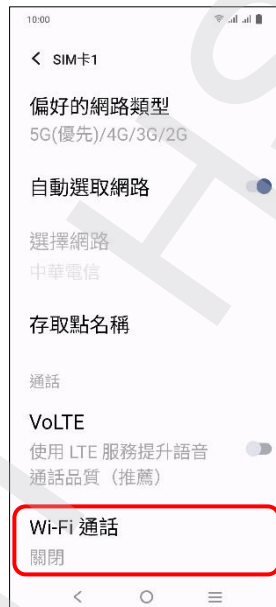 10:00
SIM卡1
偏好的網路類型
5G(優先)/4G/3G/2G
自動選取網路
選擇網路
中華電信
存取點名稱
通話
VoLTE
使用 LTE 服務提升語音
通話品質（推薦）
Wi-Fi 通話
關閉